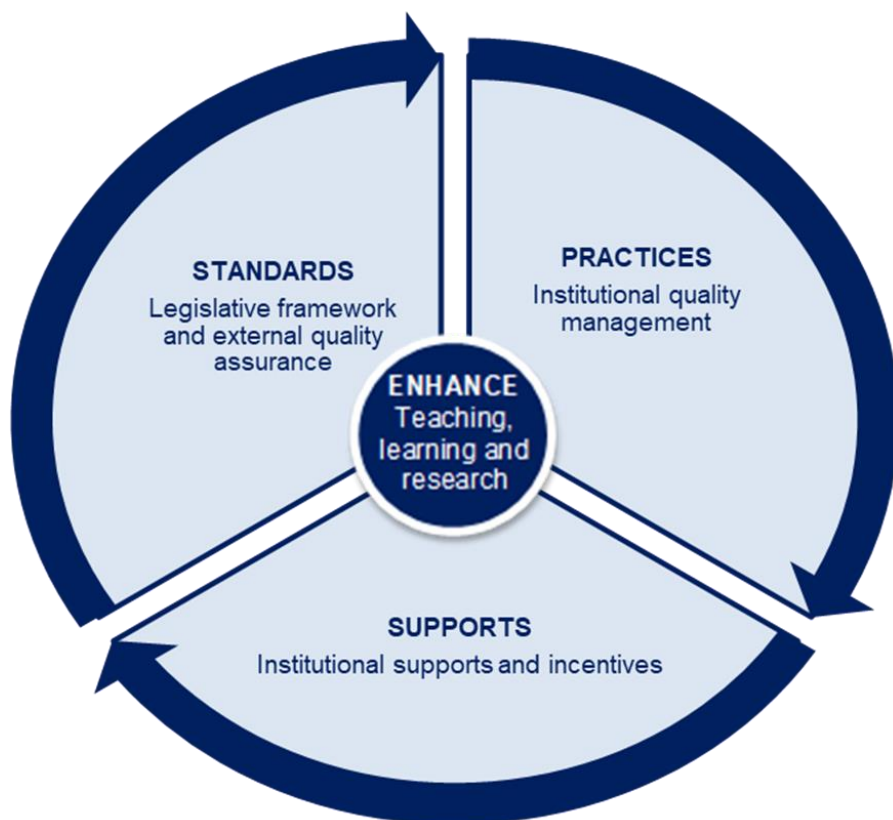 STANDARDS
Legislative framework
and external quality
assurance
PRACTICES
Institutional quality
management
ENHANCE
Teaching,
learning and
research
SUPPORTS
Institutional supports and incentives